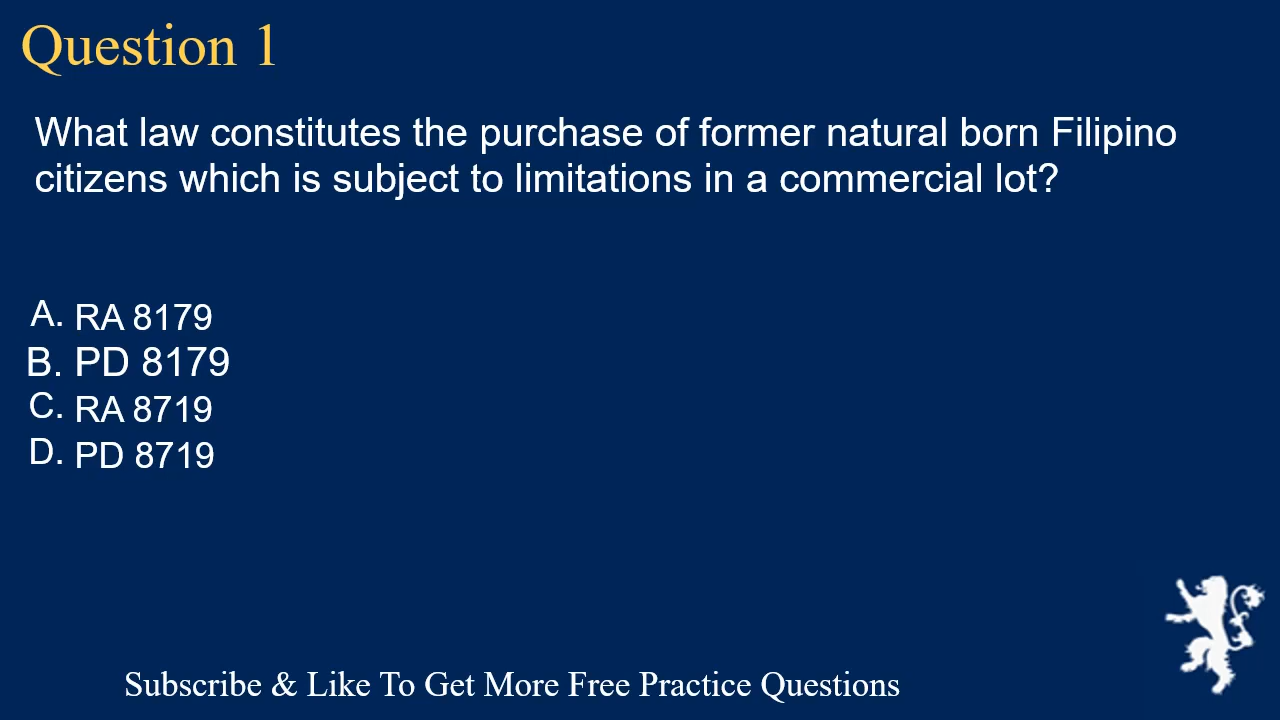 Question 1
What law constitutes the purchase of former natural born Filipino
citizens which is subject to limitations in a commercial lot?
A. RA 8179
B. PD 8179
C. RA 8719
D. PD 8719
Subscribe & Like To Get More Free Practice Questions